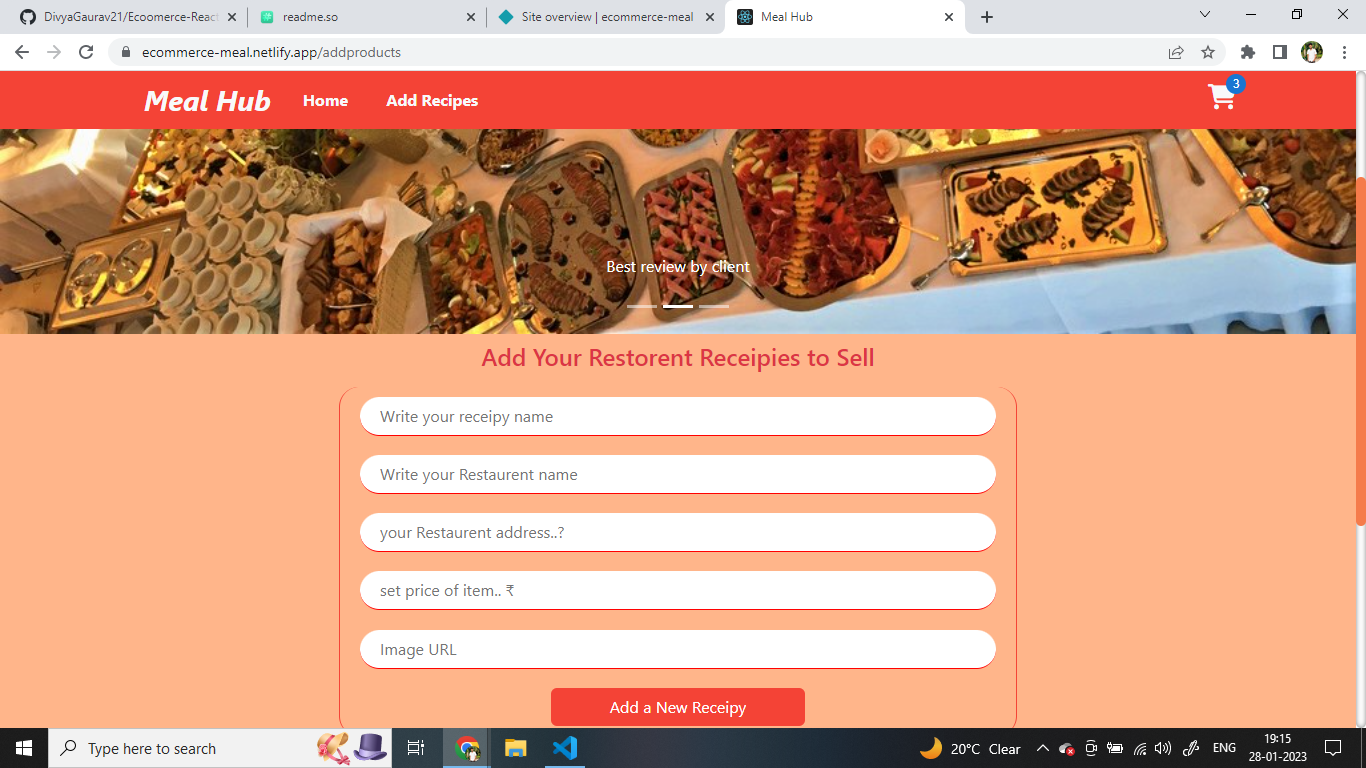 DivyaGaurav21/Ecoomerce-React
readme.so
Site overview | ecommerce-meal
Meal Hub
ecommerce-meal.netlify.app/addproducts
Meal Hub
Home
Add Recipes
3
Best review by client
Add Your Restorent Receipies to Sell
Write your receipy name
Write your Restaurent name
your Restaurent address..?
set price of item.. ₹
Image URL
Add a New Receipy
Type here to search
20°C Clear
ENG
19:15
28-01-2023